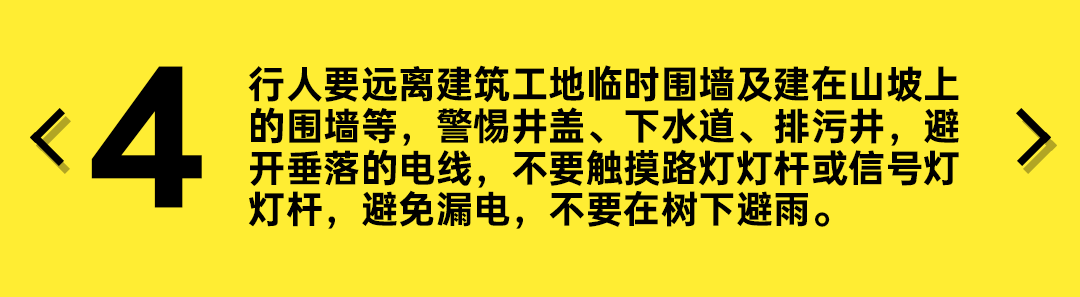 4
行人要远离建筑工地临时围墙及建在山坡上
的围墙等，警惕井盖、下水道、排污井，避
开垂落的电线，不要触摸路灯灯杆或信号灯
灯杆，避免漏电，不要在树下避雨。